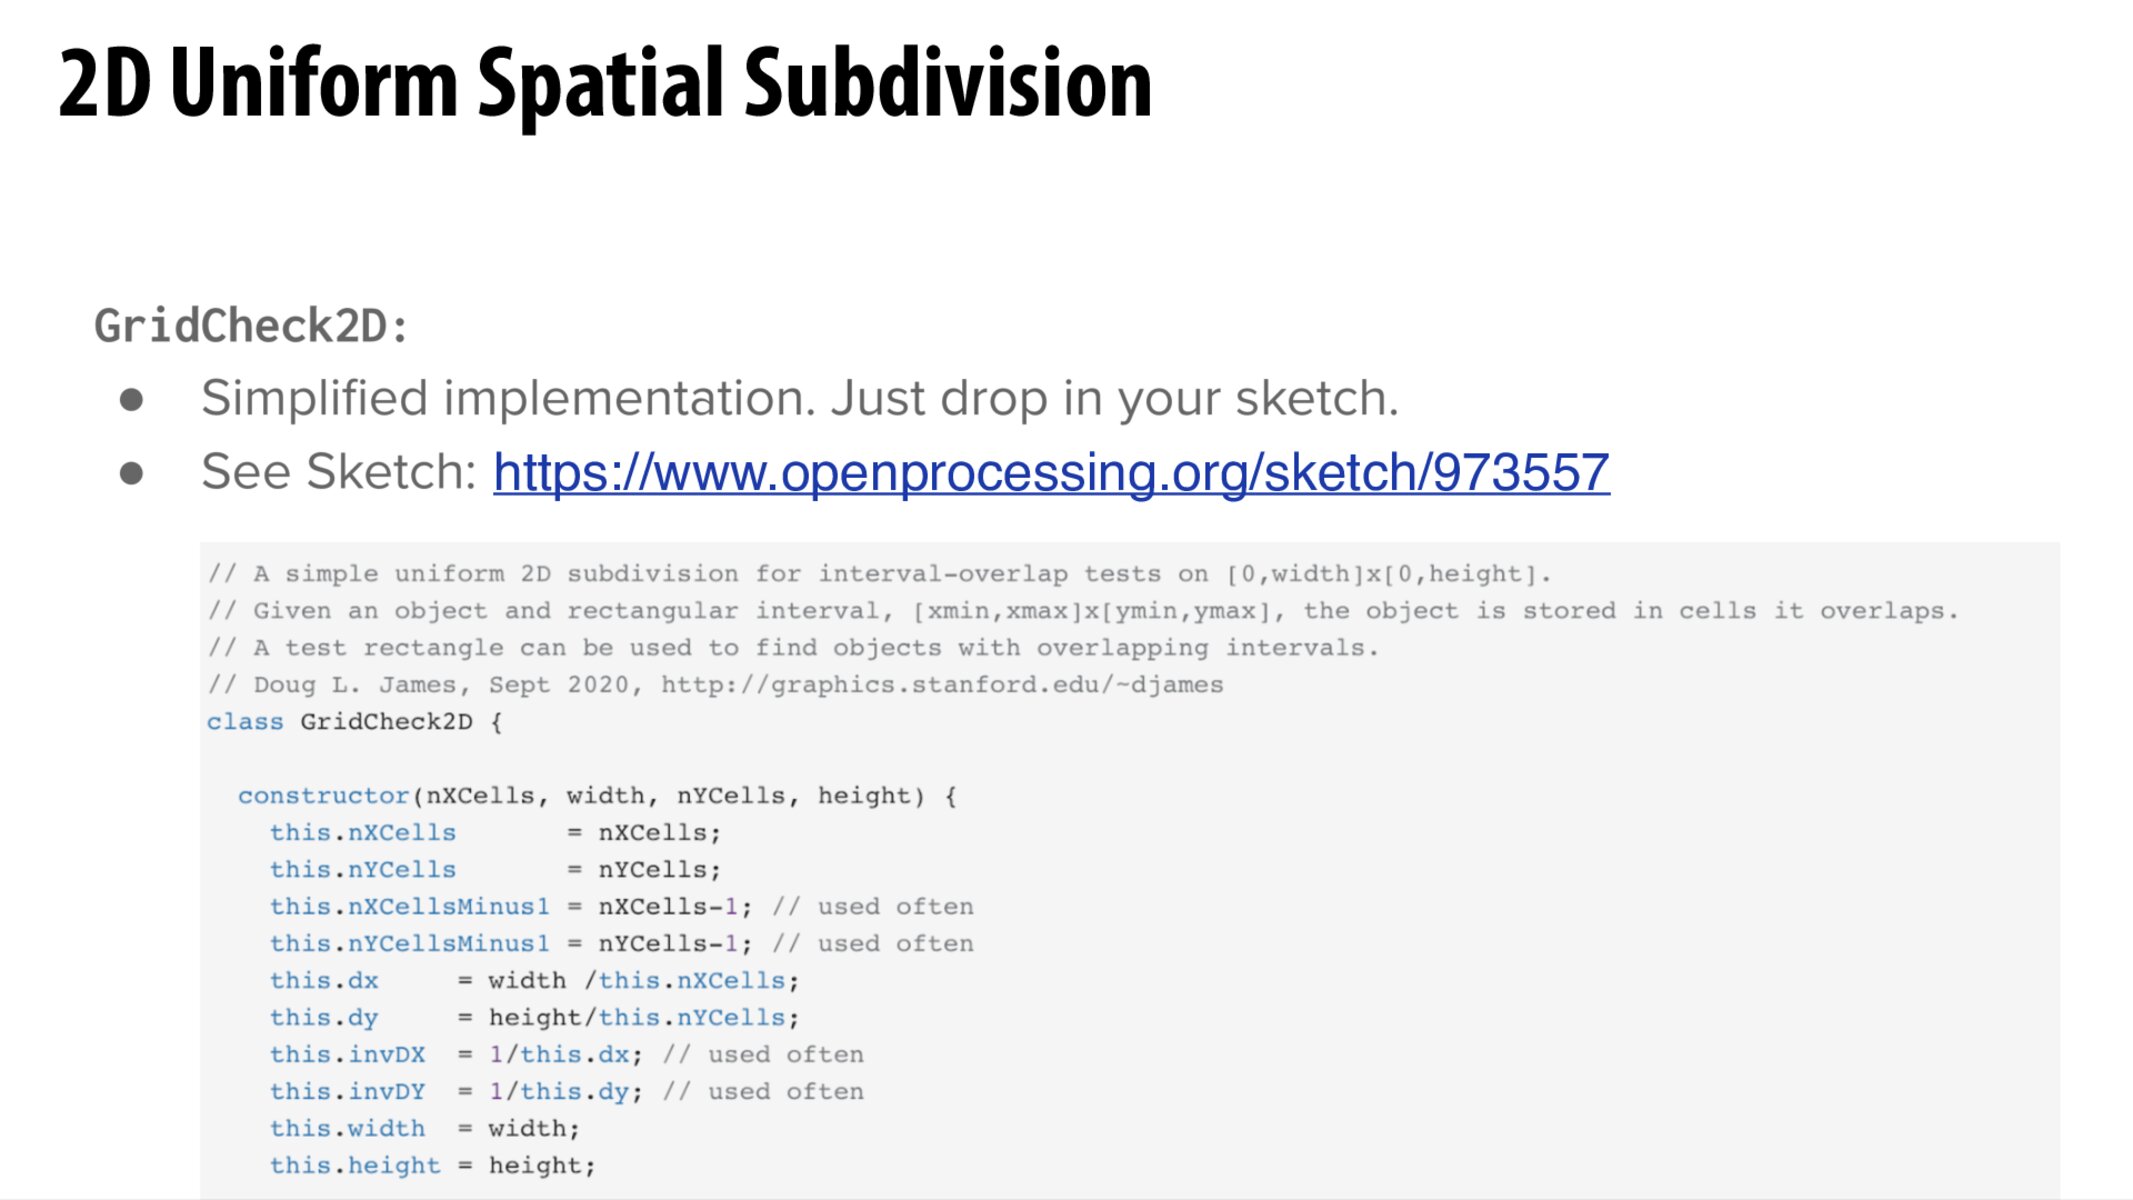 2D Uniform Spatial Subdivision
GridCheck2D:
● Simplified implementation. Just drop in your sketch.
● See Sketch: https://www.openprocessing.org/sketch/973557
// A simple uniform 2D subdivision for interval-overlap tests on [0,width]x[0,height].
// Given an object and rectangular interval, [xmin,xmax]x[ymin,ymax], the object is stored in cells it overlaps.
// A test rectangle can be used to find objects with overlapping intervals.
// Doug L. James, Sept 2020, http://graphics.stanford.edu/~djames
class GridCheck2D {
  constructor(nXCells, width, nYCells, height) {
    this.nXCells       = nXCells;
    this.nYCells       = nYCells;
    this.nXCellsMinus1 = nXCells-1; // used often
    this.nYCellsMinus1 = nYCells-1; // used often
    this.dx     = width /this.nXCells;
    this.dy     = height/this.nYCells;
    this.invDX  = 1/this.dx; // used often
    this.invDY  = 1/this.dy; // used often
    this.width  = width;
    this.height = height;